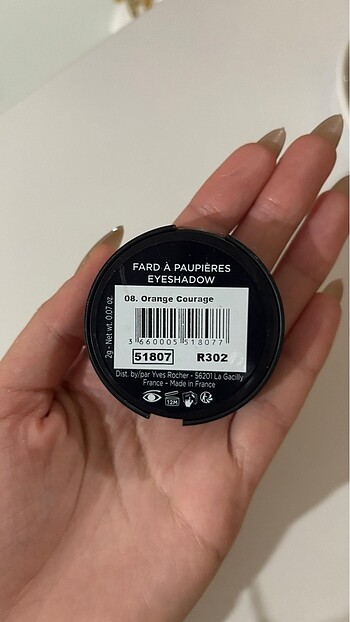 FARD À PAUPIÈRES
EYESHADOW
08. Orange Courage
3 660005 518077
51807 R302
2g - Net wt. 0.07 oz.
Dist. by/par Yves Rocher - 56201 La Gacilly
France - Made in France
12M